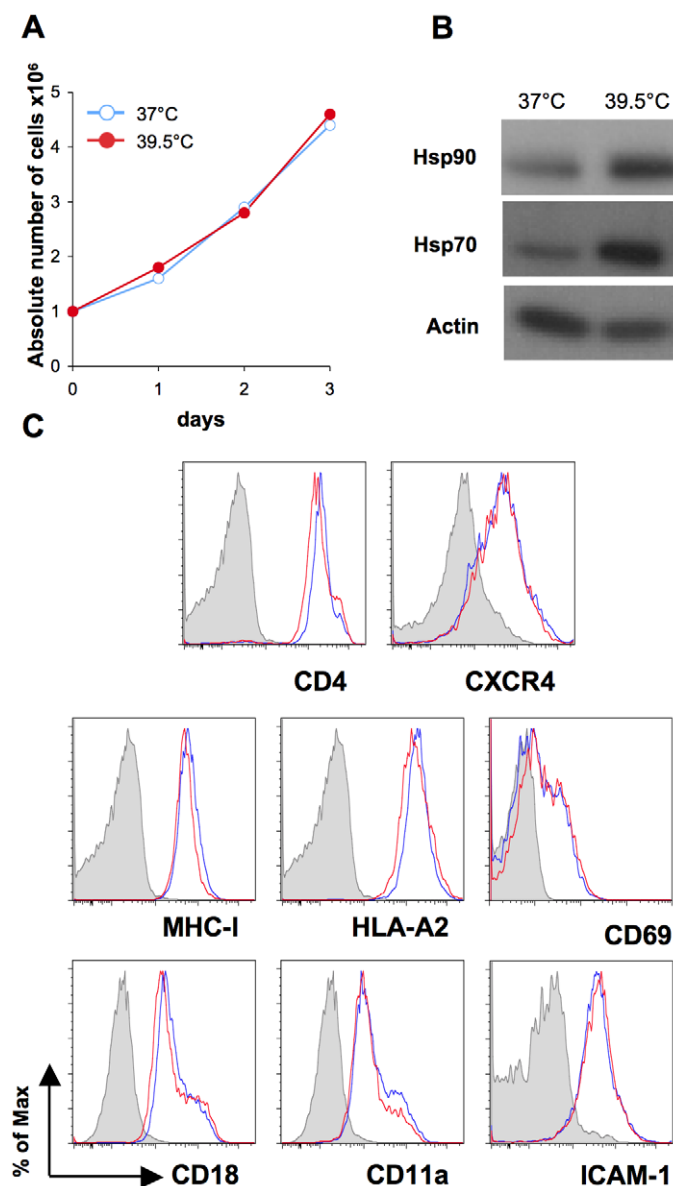 A
Absolute number of cells x10⁶
5
4
3
2
1
0
0 1 2 3
days
37°C
39.5°C
B
37°C 39.5°C
Hsp90
Hsp70
Actin
C
CD4 CXCR4
MHC-I HLA-A2 CD69
% of Max
CD18 CD11a ICAM-1